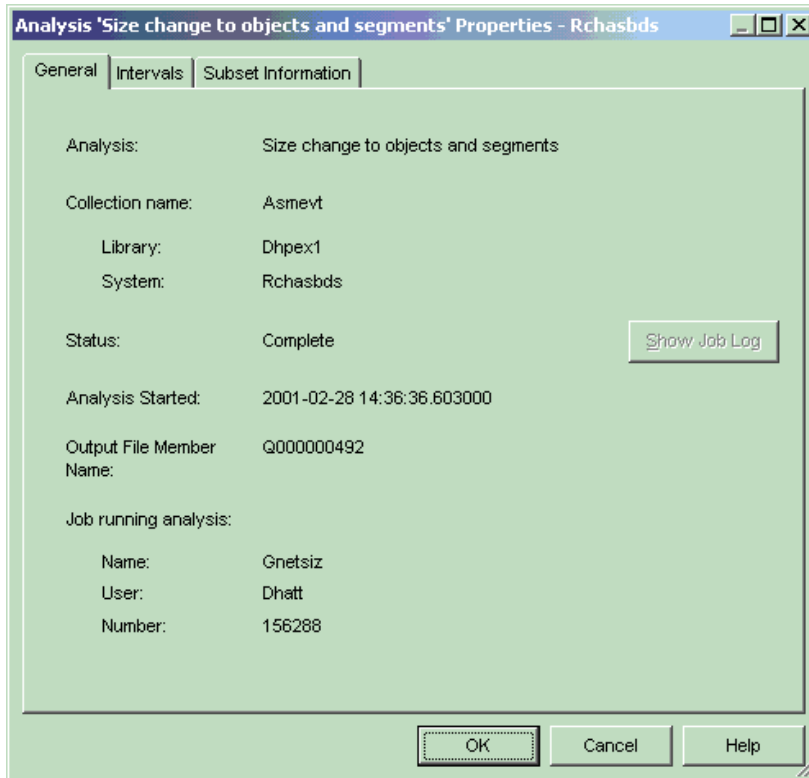 Analysis 'Size change to objects and segments' Properties - Rchasbds
General Intervals Subset Information
Analysis: Size change to objects and segments
Collection name: Asmevt
Library: Dhpex1
System: Rchasbds
Status: Complete Show Job Log
Analysis Started: 2001-02-28 14:36:36.603000
Output File Member Q000000492
Name:
Job running analysis:
Name: Gnetsiz
User: Dhatt
Number: 156288
OK Cancel Help